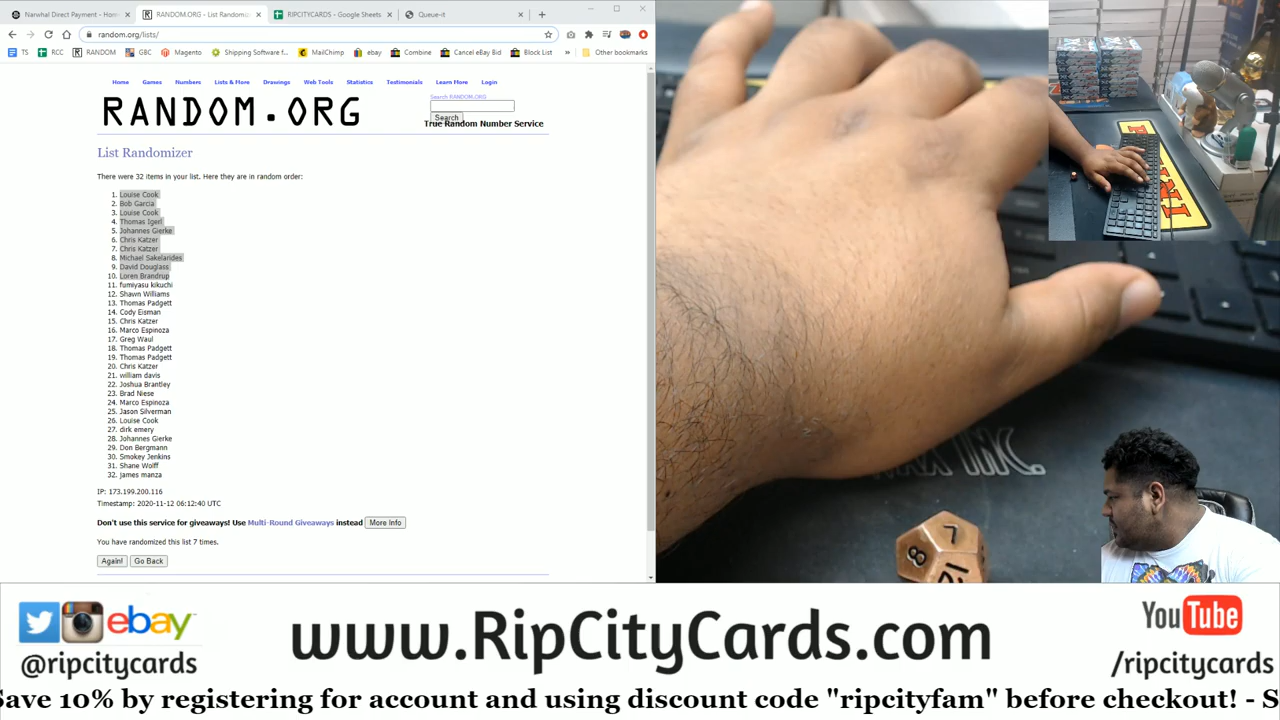 Narwhal Direct Payment - Hom
RANDOM.ORG - List Randomiz
RIPCITYCARDS - Google Sheets
Queue-it
random.org/lists/
TS
RCC
RANDOM
GBC
Magento
Shipping Software f
MailChimp
ebay
Combine
Cancel eBay Bid
Block List
»
Other bookmarks
Home Games Numbers Lists & More Drawings Web Tools Statistics Testimonials Learn More Login
RANDOM.ORG
Search RANDOM.ORG
Search
True Random Number Service
List Randomizer
There were 32 items in your list. Here they are in random order:
1. Louise Cook
2. Bob Garcia
3. Louise Cook
4. Thomas Igerl
5. Johannes Gierke
6. Chris Katzer
7. Chris Katzer
8. Michael Sakelarides
9. David Douglass
10. Loren Brandrup
11. fumiyasu kikuchi
12. Shawn Williams
13. Thomas Padgett
14. Cody Eisman
15. Chris Katzer
16. Marco Espinoza
17. Greg Waul
18. Thomas Padgett
19. Thomas Padgett
20. Chris Katzer
21. william davis
22. Joshua Brantley
23. Brad Niese
24. Marco Espinoza
25. Jason Silverman
26. Louise Cook
27. dirk emery
28. Johannes Gierke
29. Don Bergmann
30. Smokey Jenkins
31. Shane Wolff
32. james manza
IP: 173.199.200.116
Timestamp: 2020-11-12 06:12:40 UTC
Don't use this service for giveaways! Use Multi-Round Giveaways instead More Info
You have randomized this list 7 times.
Again! Go Back
INC.
8
7
ebay
@ripcitycards
www.RipCityCards.com
YouTube
/ripcitycards
Save 10% by registering for account and using discount code "ripcityfam" before checkout! - S